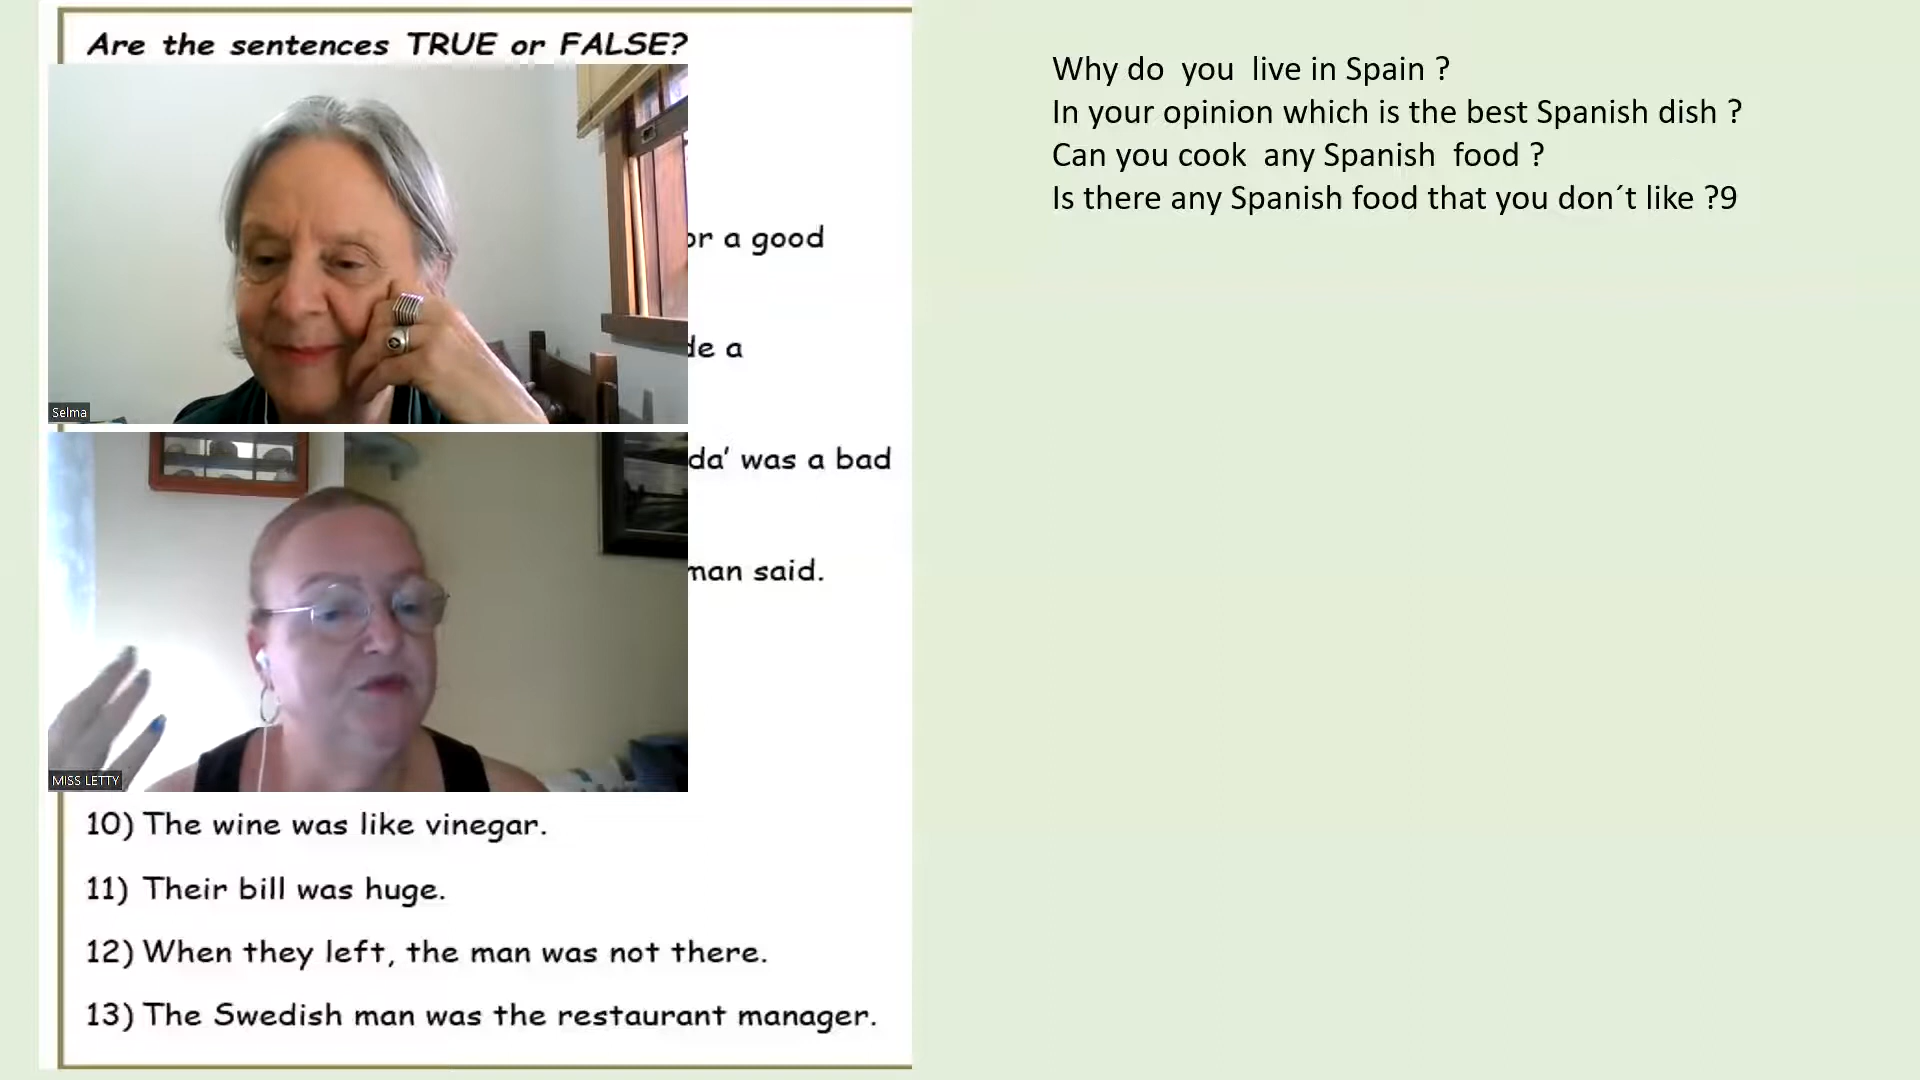 Are the sentences TRUE or FALSE?
or a good
de a
da' was a bad
man said.
10) The wine was like vinegar.
11) Their bill was huge.
12) When they left, the man was not there.
13) The Swedish man was the restaurant manager.
Selma
MISS LETTY
Why do  you  live in Spain ?
In your opinion which is the best Spanish dish ?
Can you cook  any Spanish  food ?
Is there any Spanish food that you don´t like ?9